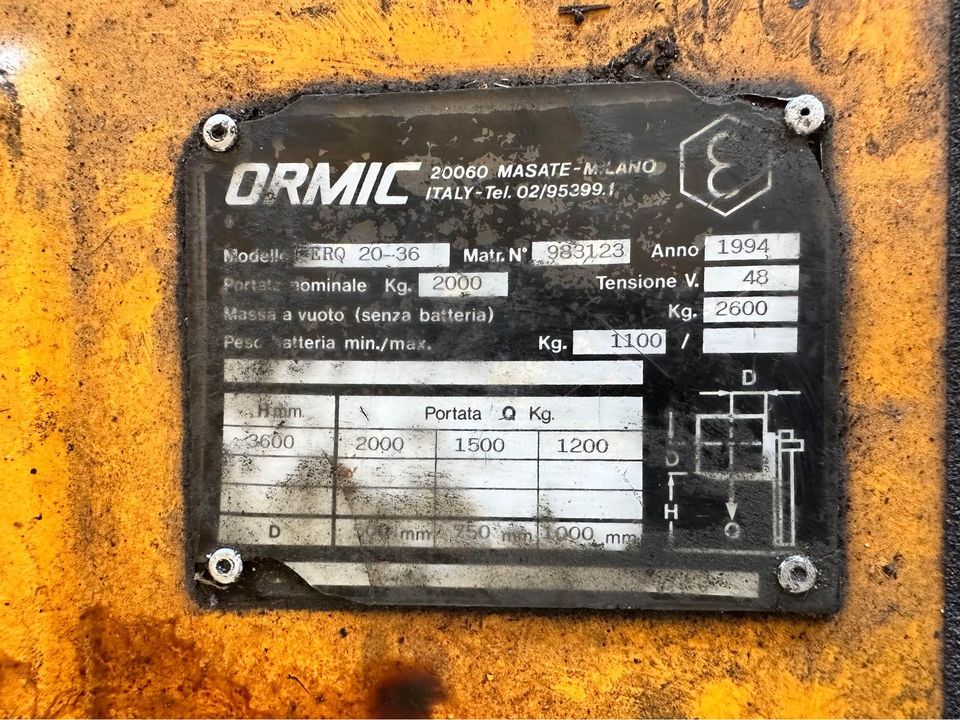 ORMIC 20060 MASATE-MILANO
ITALY-Tel. 02/95399.1
Modello ERQ 20-36 Matr. N° 983123 Anno 1994
Portata nominale Kg. 2000 Tensione V. 48
Massa a vuoto (senza batteria) Kg. 2600
Peso batteria min./max. Kg. 1100 /
D
H mm Portata Q Kg.
3600 2000 1500 1200
D mm 750 mm 1000 mm
D
H
Q